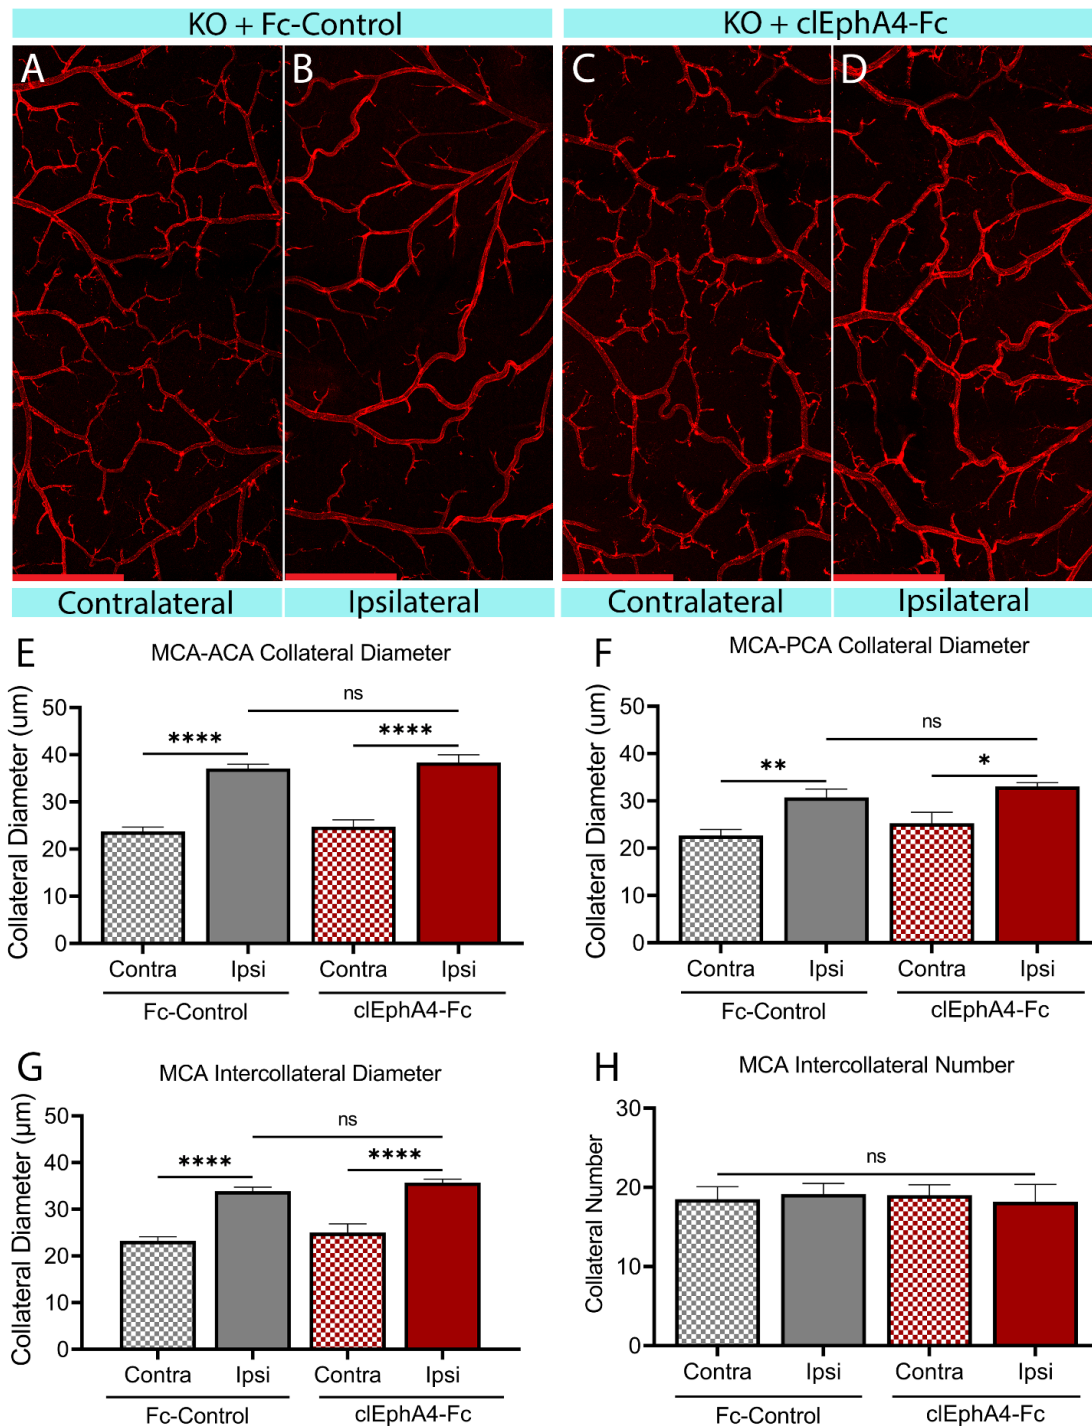 KO + Fc-Control
KO + clEphA4-Fc
A
B
C
D
Contralateral
Ipsilateral
Contralateral
Ipsilateral
E
MCA-ACA Collateral Diameter
Collateral Diameter (um)
50
40
30
20
10
0
ns
****
****
Contra
Ipsi
Contra
Ipsi
Fc-Control
clEphA4-Fc
F
MCA-PCA Collateral Diameter
Collateral Diameter (um)
50
40
30
20
10
0
ns
**
*
Contra
Ipsi
Contra
Ipsi
Fc-Control
clEphA4-Fc
G
MCA Intercollateral Diameter
Collateral Diameter (μm)
50
40
30
20
10
0
ns
****
****
Contra
Ipsi
Contra
Ipsi
Fc-Control
clEphA4-Fc
H
MCA Intercollateral Number
Collateral Number
30
20
10
0
ns
Contra
Ipsi
Contra
Ipsi
Fc-Control
clEphA4-Fc